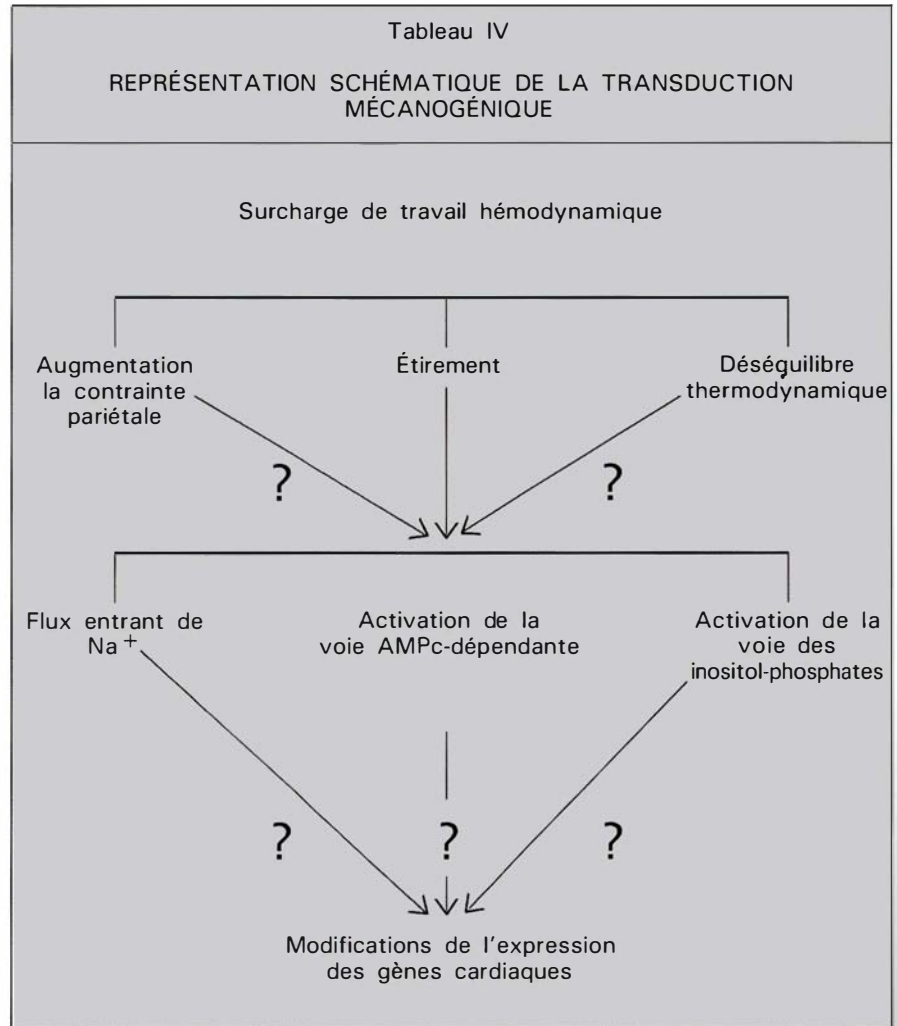 Tableau IV
REPRÉSENTATION SCHÉMATIQUE DE LA TRANSDUCTION
MÉCANOGÉNIQUE
Surcharge de travail hémodynamique
Augmentation
la contrainte
pariétale
Étirement
Déséquilibre
thermodynamique
?
?
Flux entrant de
Na+
Activation de la
voie AMPc-dépendante
Activation de la
voie des
inositol-phosphates
?
?
?
Modifications de l'expression
des gènes cardiaques